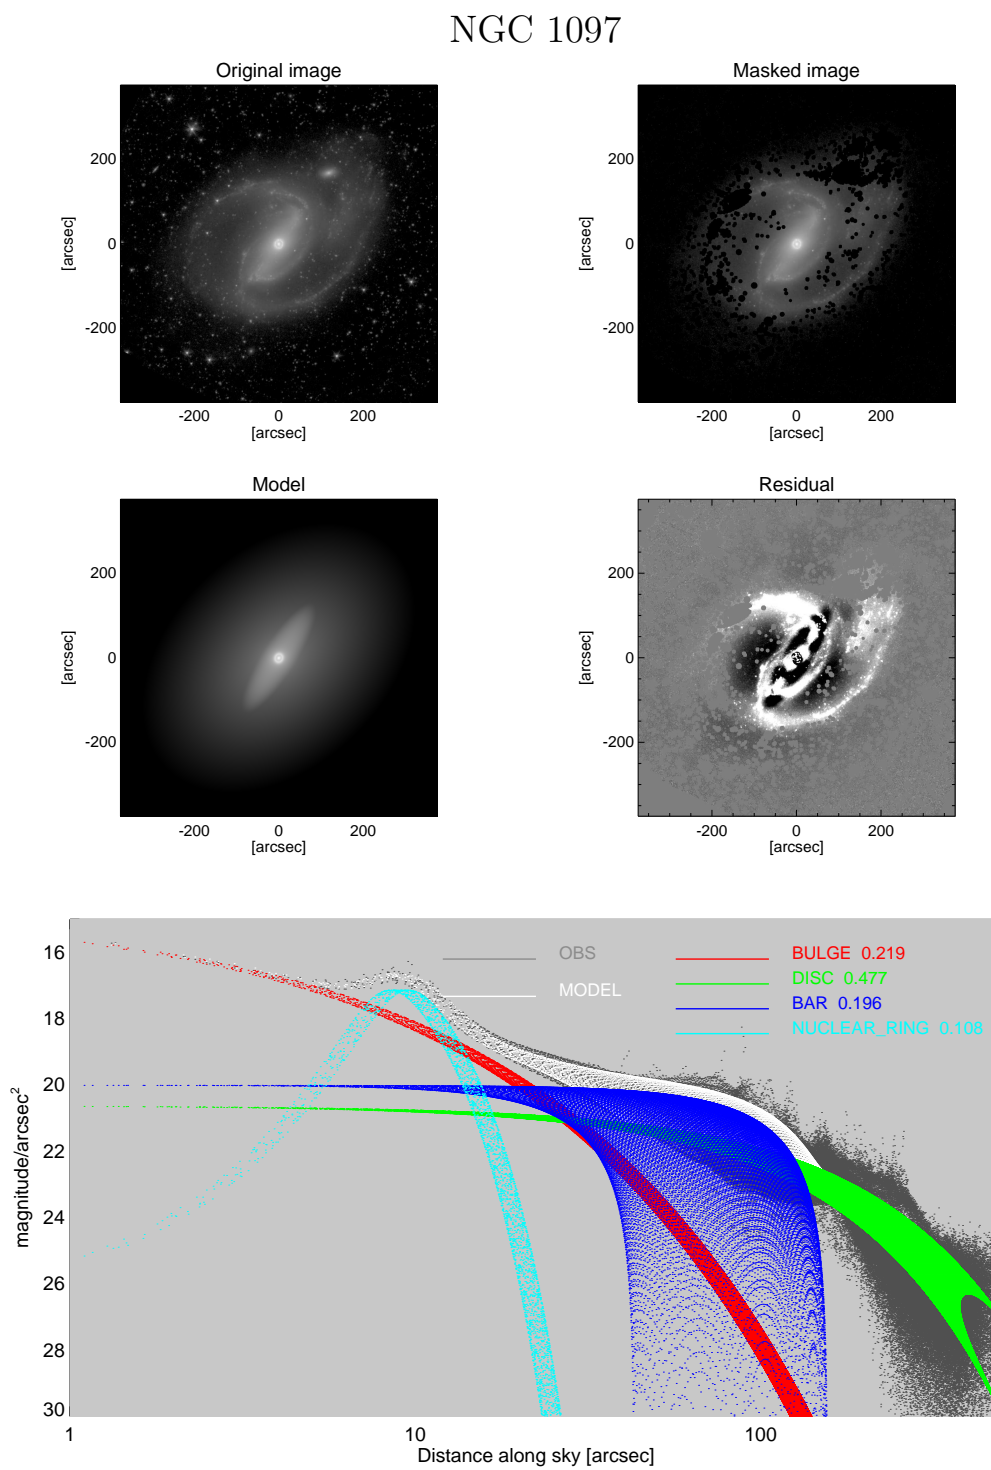 NGC 1097
Original image
Masked image
200
0
-200
[arcsec]
-200 0 200
[arcsec]
200
0
-200
[arcsec]
-200 0 200
[arcsec]
Model
Residual
200
0
-200
[arcsec]
-200 0 200
[arcsec]
200
0
-200
[arcsec]
-200 0 200
[arcsec]
OBS
MODEL
BULGE 0.219
DISC 0.477
BAR 0.196
NUCLEAR_RING 0.108
16
18
20
22
24
26
28
30
magnitude/arcsec²
1 10 100
Distance along sky [arcsec]